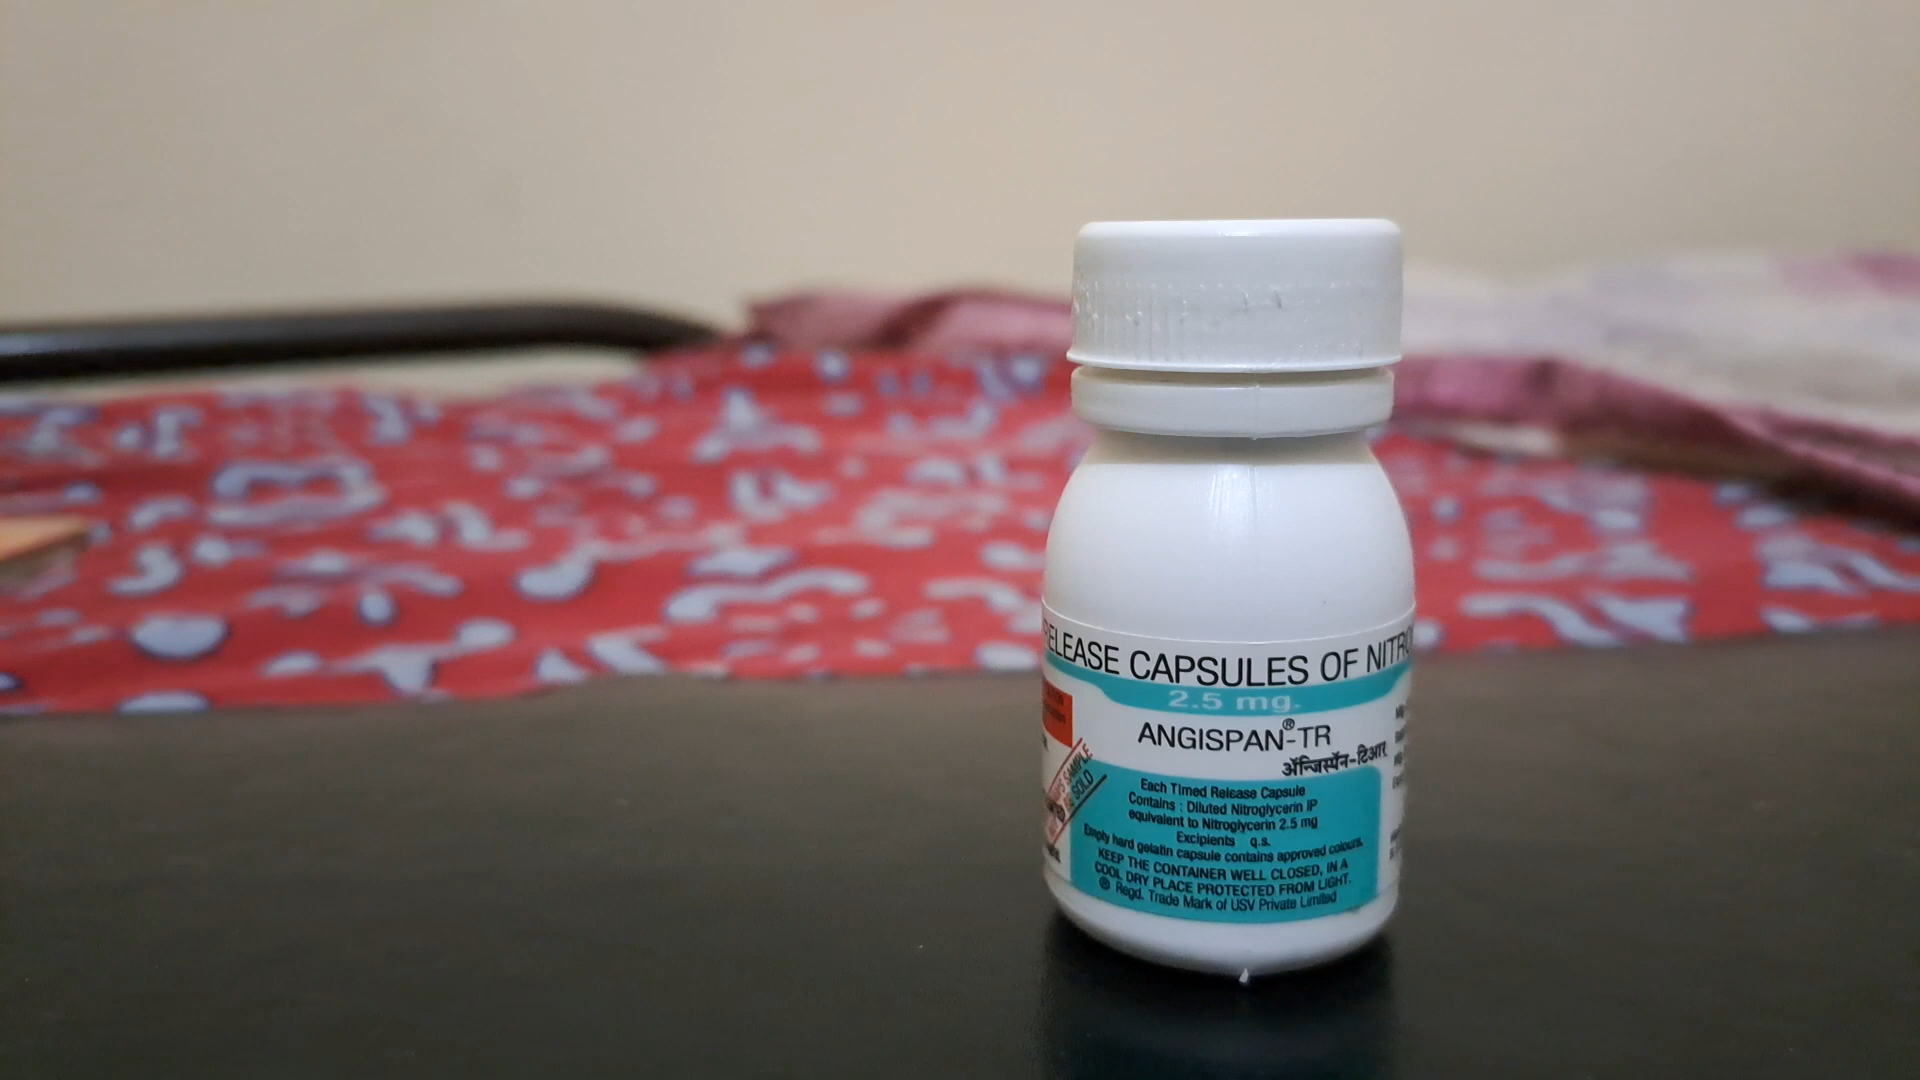 RELEASE CAPSULES OF NITRO
2.5 mg.
ANGISPAN®-TR
ॲन्जिस्पॅन-टिआर
SAMPLE
SOLD
Each Timed Release Capsule
Contains : Diluted Nitroglycerin IP
equivalent to Nitroglycerin 2.5 mg
Excipients q.s.
Empty hard gelatin capsule contains approved colours.
KEEP THE CONTAINER WELL CLOSED, IN A
COOL DRY PLACE PROTECTED FROM LIGHT.
® Regd. Trade Mark of USV Private Limited